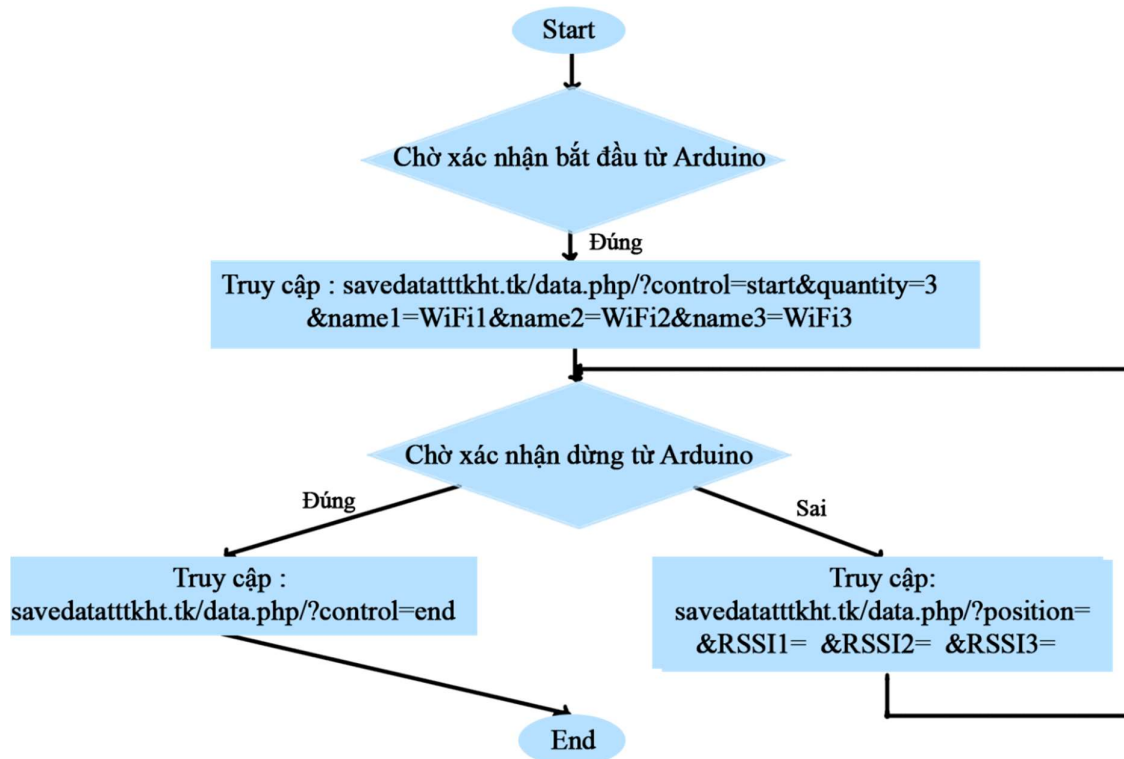 Start
Chờ xác nhận bắt đầu từ Arduino
Đúng
Truy cập : savedatatttkht.tk/data.php/?control=start&quantity=3
&name1=WiFi1&name2=WiFi2&name3=WiFi3
Chờ xác nhận dừng từ Arduino
Đúng
Sai
Truy cập :
savedatatttkht.tk/data.php/?control=end
Truy cập:
savedatatttkht.tk/data.php/?position=
&RSSI1=  &RSSI2=  &RSSI3=
End